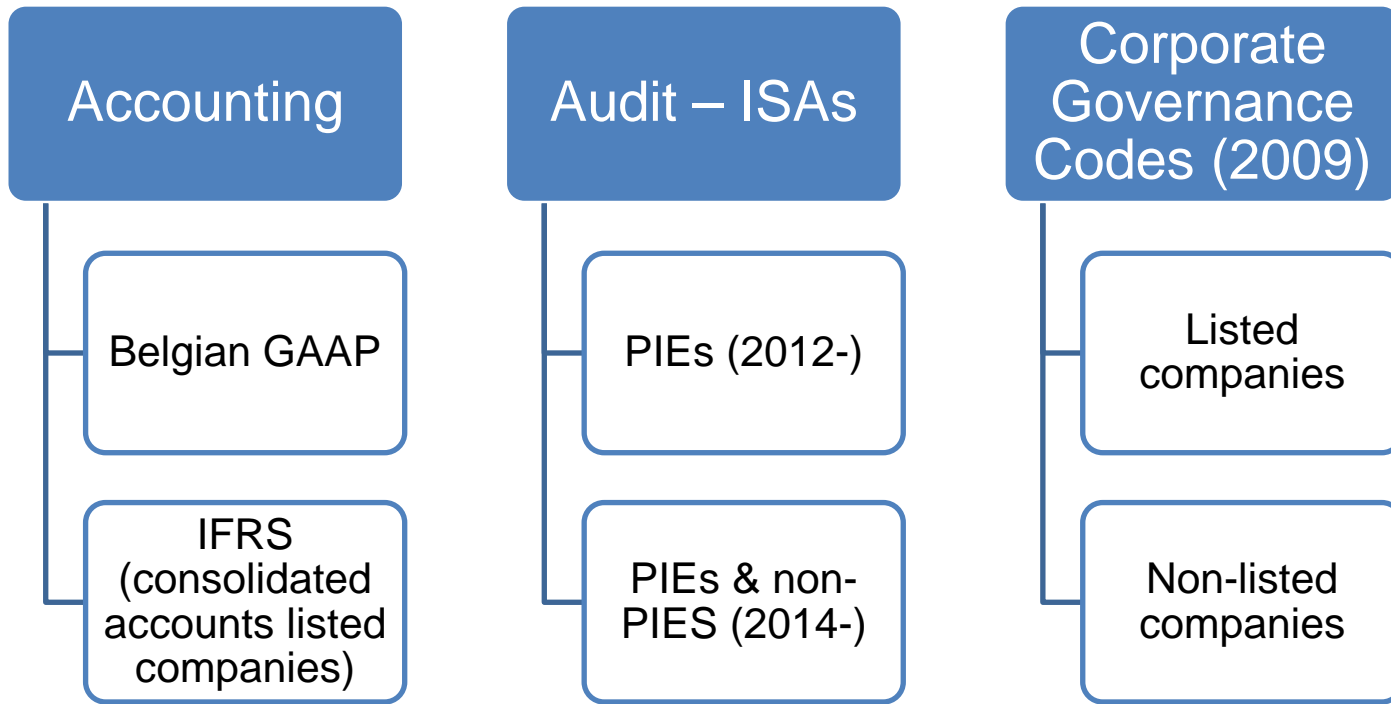 Accounting
Belgian GAAP
IFRS
(consolidated
accounts listed
companies)
Audit – ISAs
PIEs (2012-)
PIEs & non-
PIES (2014-)
Corporate
Governance
Codes (2009)
Listed
companies
Non-listed
companies